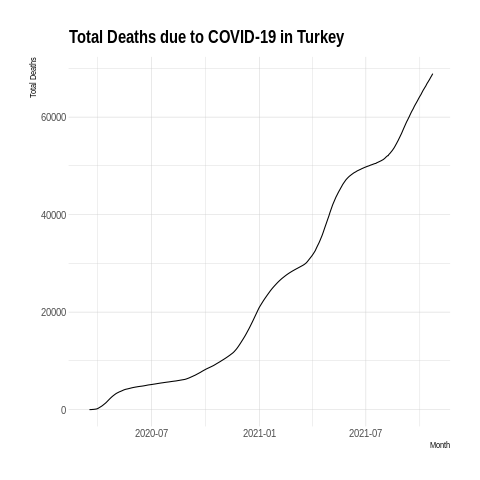 Total Deaths due to COVID-19 in Turkey
Total Deaths
60000
40000
20000
0
2020-07 2021-01 2021-07
Month